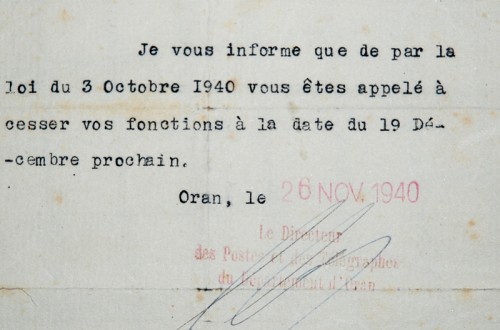 Je vous informe que de par la
loi du 3 Octobre I940 vous êtes appelé à
cesser vos fonctions à la date du 19 Dé-
-cembre prochain.
Oran, le 26 NOV. 1940
Le Directeur
des Postes et des Télégraphes
du Département d'Oran